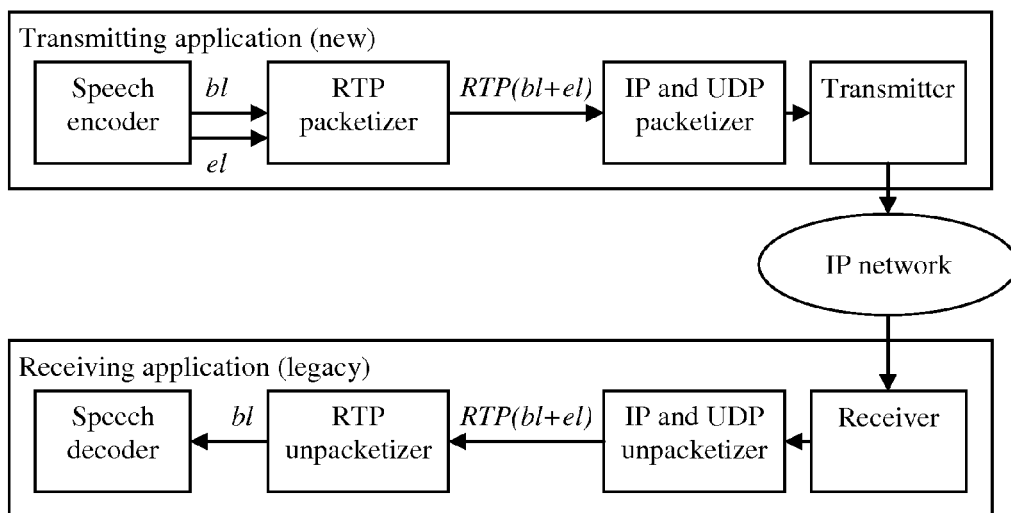 Transmitting application (new)
Speech
encoder
bl
el
RTP
packetizer
RTP(bl+el)
IP and UDP
packetizer
Transmitter
IP network
Receiving application (legacy)
Speech
decoder
bl
RTP
unpacketizer
RTP(bl+el)
IP and UDP
unpacketizer
Receiver